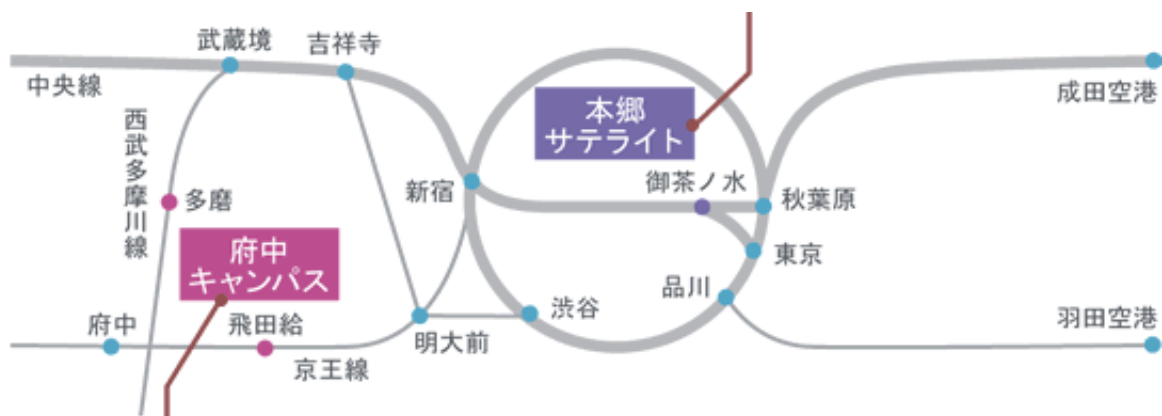 武蔵境
吉祥寺
中央線
成田空港
本郷
サテライト
西武多摩川線
多磨
新宿
御茶ノ水
秋葉原
府中
キャンパス
東京
品川
渋谷
羽田空港
府中
飛田給
明大前
京王線